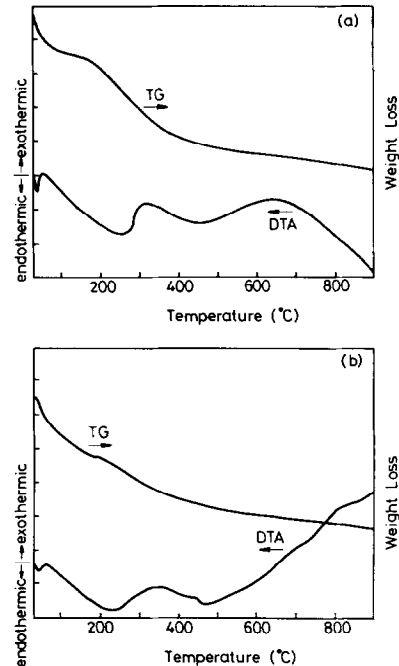 (a)
endothermic ←|→ exothermic
TG
→
←
DTA
Weight Loss
200 400 600 800
Temperature (°C)
(b)
endothermic ←|→ exothermic
TG
→
DTA
←
Weight Loss
200 400 600 800
Temperature (°C)